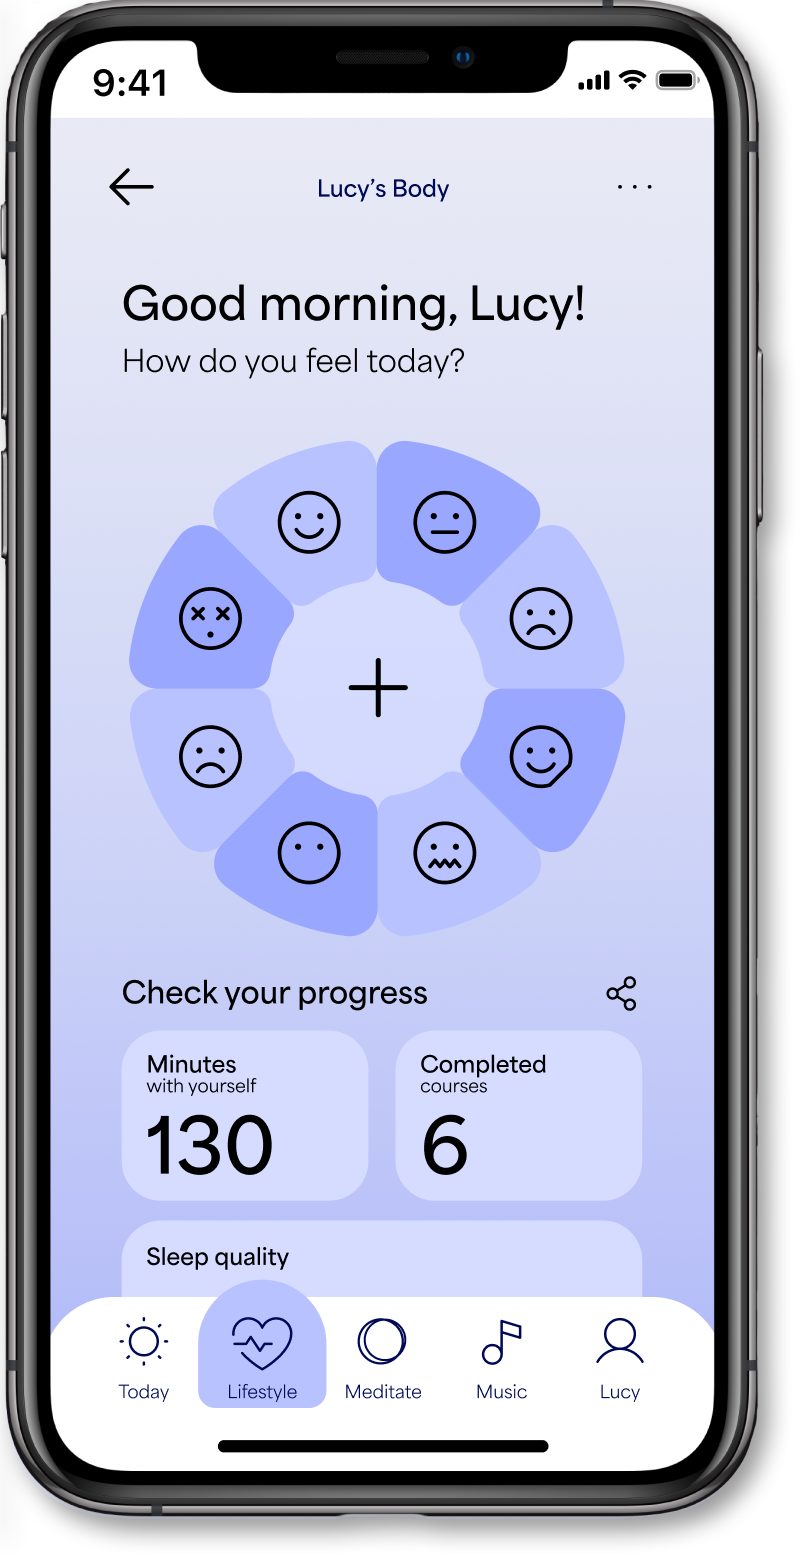 9:41
Lucy’s Body
Good morning, Lucy!
How do you feel today?
Check your progress
Minutes
with yourself
130
Completed
courses
6
Sleep quality
Today
Lifestyle
Meditate
Music
Lucy